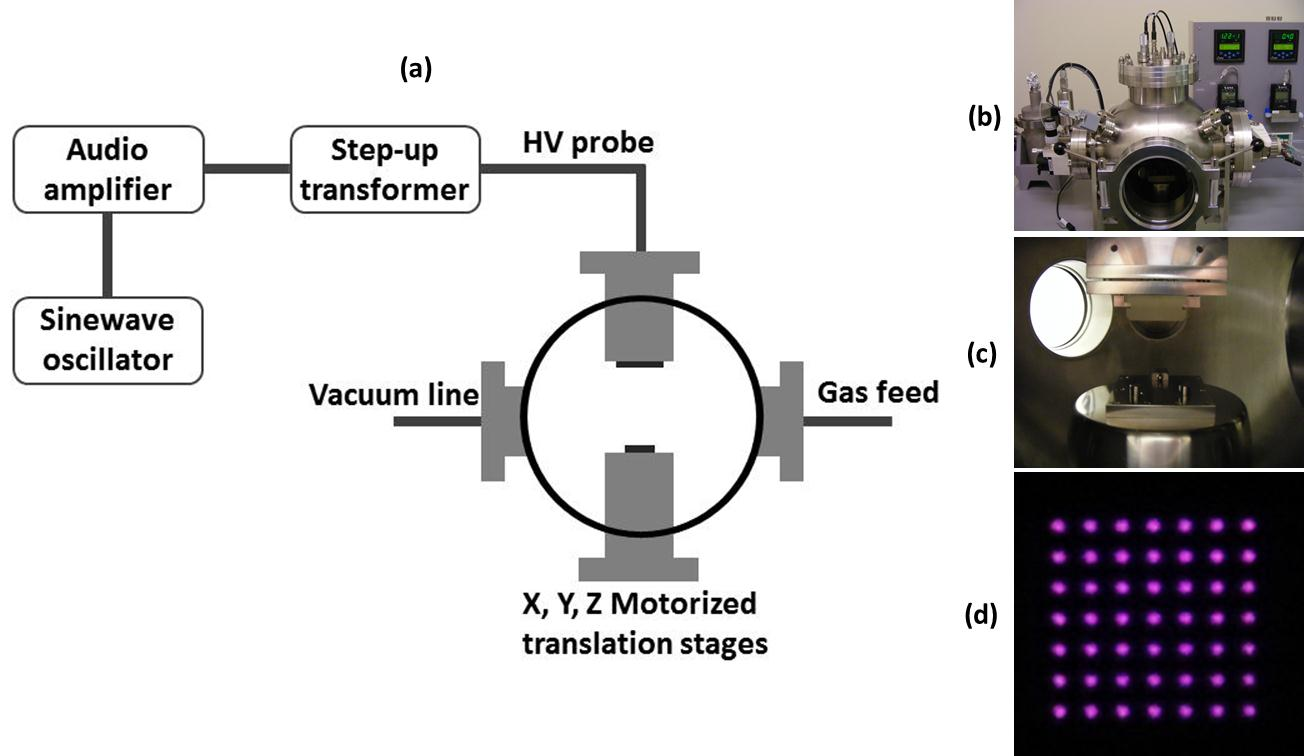 (a)
Audio
amplifier
Step-up
transformer
HV probe
Sinewave
oscillator
Vacuum line
Gas feed
X, Y, Z Motorized
translation stages
(b)
(c)
(d)